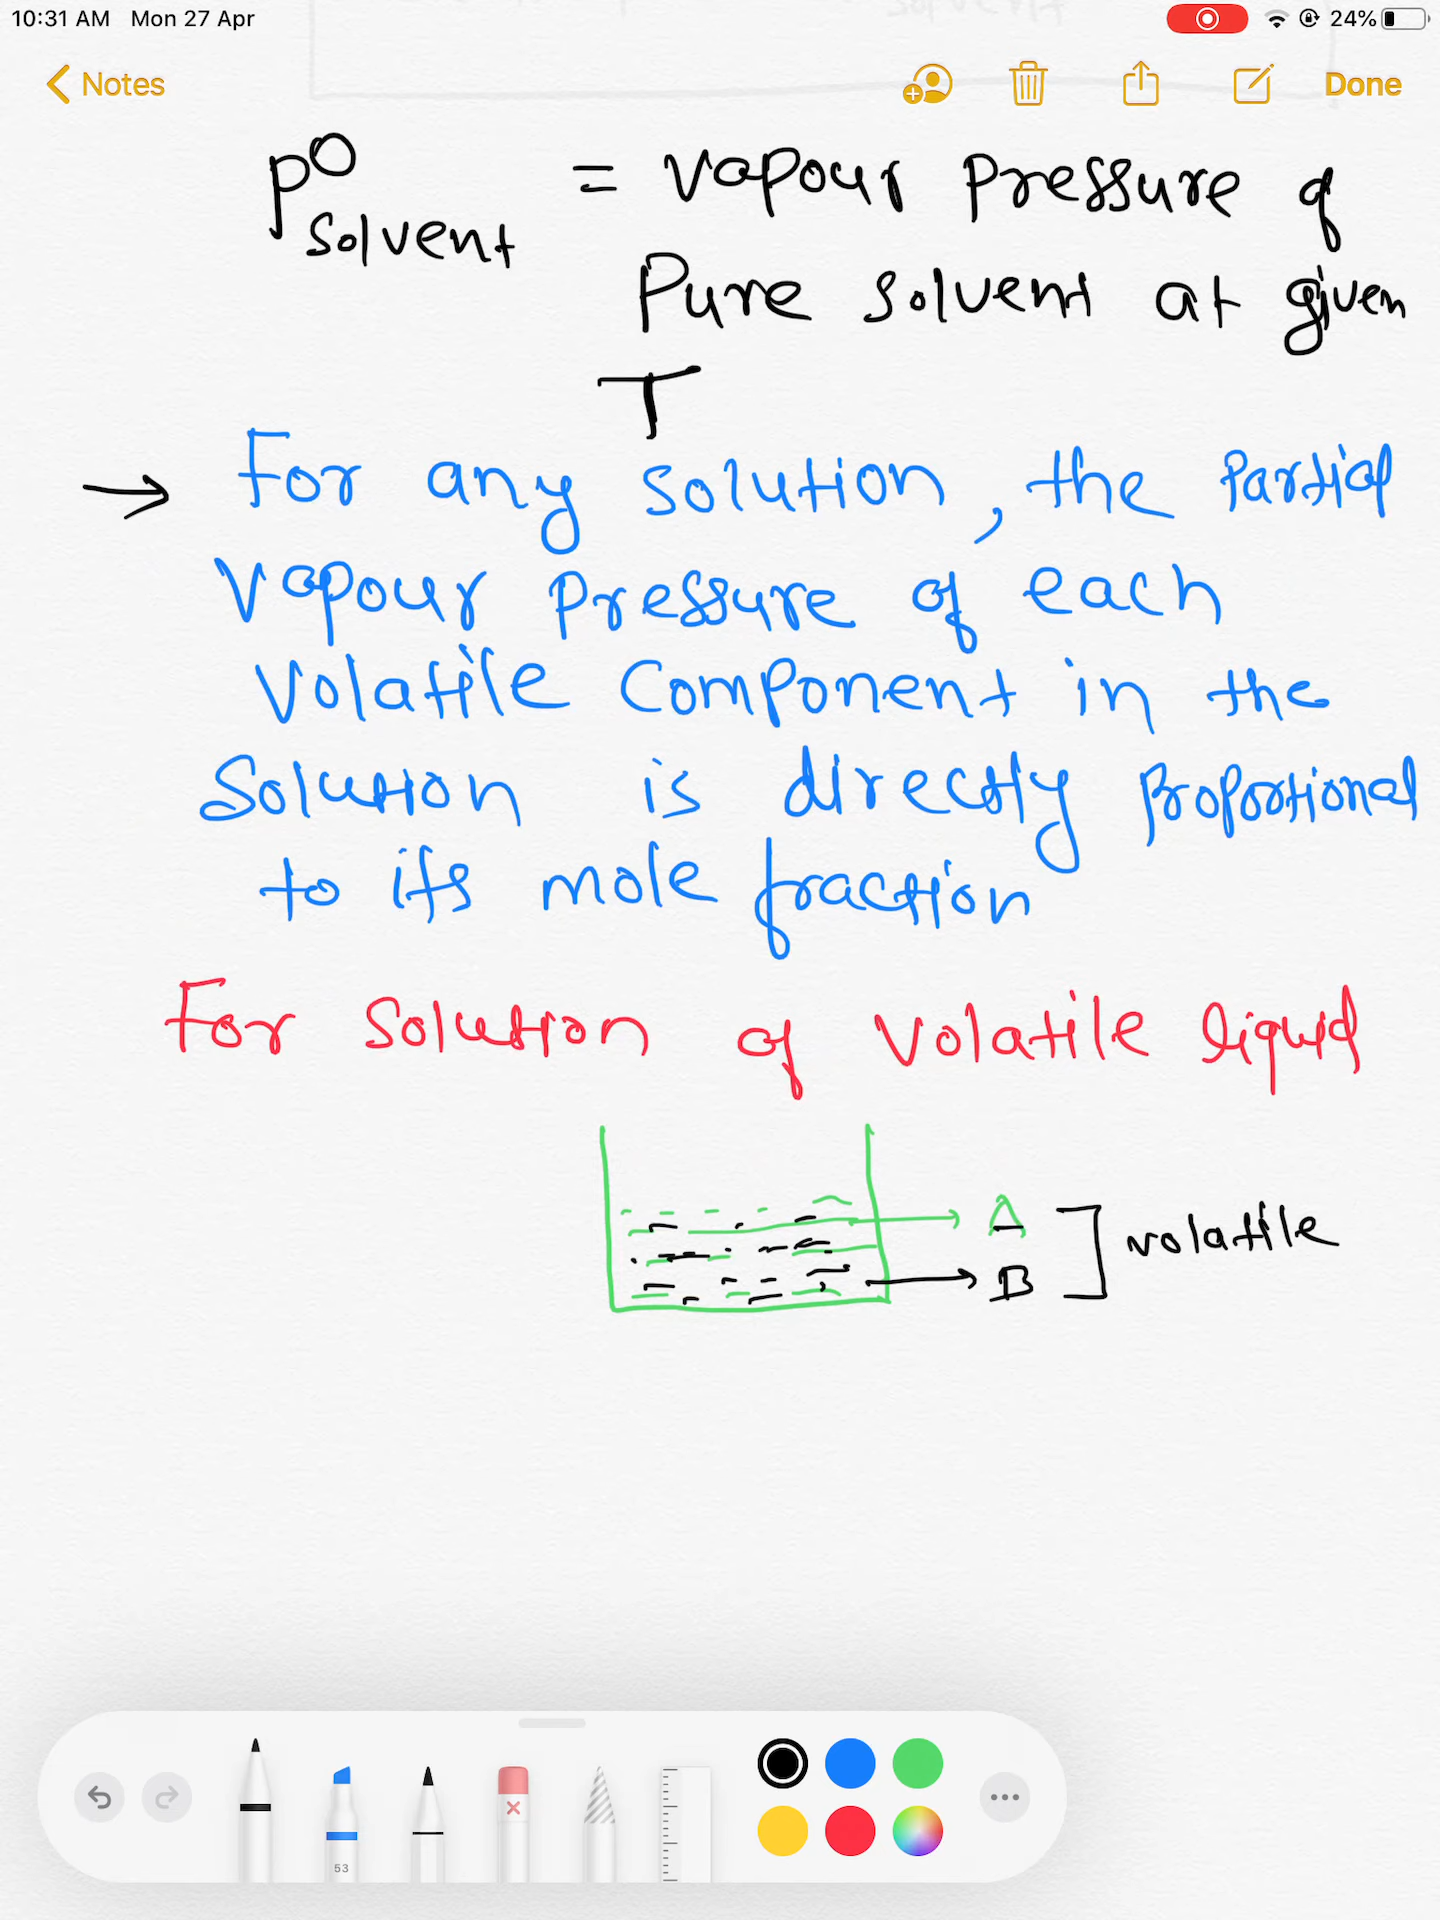 10:31 AM Mon 27 Apr 24%
Notes Done
P° solvent = vapour pressure of
Pure solvent at given
T
→ For any solution, the Partial
Vapour Pressure of each
Volatile Component in the
Solution is directly Proportional
to its mole fraction
For Solution of Volatile liquid
A
B
] volatile
53